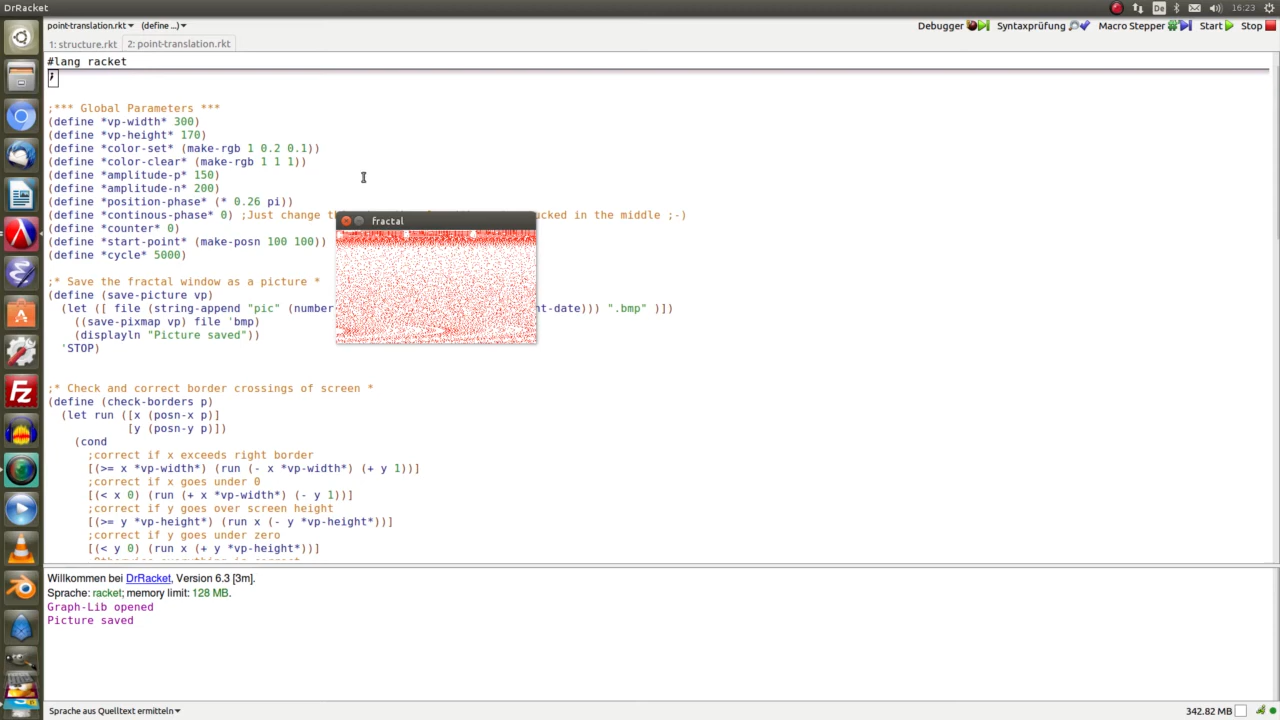 DrRacket
De
16:23
point-translation.rkt
(define ...)
Debugger
Syntaxprüfung
Macro Stepper
Start
Stop
1: structure.rkt
2: point-translation.rkt
#lang racket
;
;*** Global Parameters ***
(define *vp-width* 300)
(define *vp-height* 170)
(define *color-set* (make-rgb 1 0.2 0.1))
(define *color-clear* (make-rgb 1 1 1))
(define *amplitude-p* 150)
(define *amplitude-n* 200)
(define *position-phase* (* 0.26 pi))
(define *continous-phase* 0) ;Just change th ucked in the middle ;-)
(define *counter* 0)
(define *start-point* (make-posn 100 100))
(define *cycle* 5000)
fractal
;* Save the fractal window as a picture *
(define (save-picture vp)
(let ([ file (string-append "pic" (number nt-date))) ".bmp" )])
((save-pixmap vp) file 'bmp)
(displayln "Picture saved"))
'STOP)
;* Check and correct border crossings of screen *
(define (check-borders p)
(let run ([x (posn-x p)]
[y (posn-y p)])
(cond
;correct if x exceeds right border
[(>= x *vp-width*) (run (- x *vp-width*) (+ y 1))]
;correct if x goes under 0
[(< x 0) (run (+ x *vp-width*) (- y 1))]
;correct if y goes over screen height
[(>= y *vp-height*) (run x (- y *vp-height*))]
;correct if y goes under zero
[(< y 0) (run x (+ y *vp-height*))]
Willkommen bei DrRacket, Version 6.3 [3m].
Sprache: racket; memory limit: 128 MB.
Graph-Lib opened
Picture saved
Sprache aus Quelltext ermitteln
342.82 MB